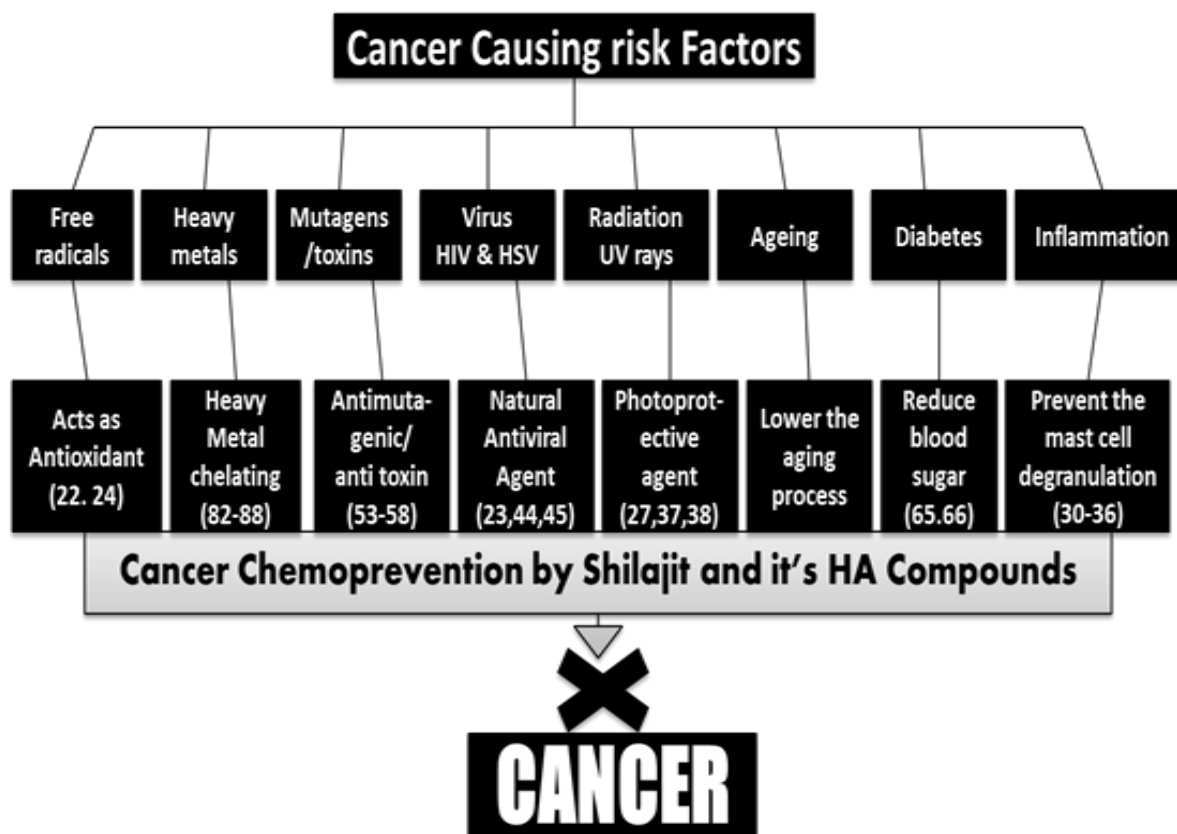 Cancer Causing risk Factors
Free
radicals
Heavy
metals
Mutagens
/toxins
Virus
HIV & HSV
Radiation
UV rays
Ageing
Diabetes
Inflammation
Acts as
Antioxidant
(22. 24)
Heavy
Metal
chelating
(82-88)
Antimuta-
genic/
anti toxin
(53-58)
Natural
Antiviral
Agent
(23,44,45)
Photoprot-
ective
agent
(27,37,38)
Lower the
aging
process
Reduce
blood
sugar
(65.66)
Prevent the
mast cell
degranulation
(30-36)
Cancer Chemoprevention by Shilajit and it's HA Compounds
CANCER